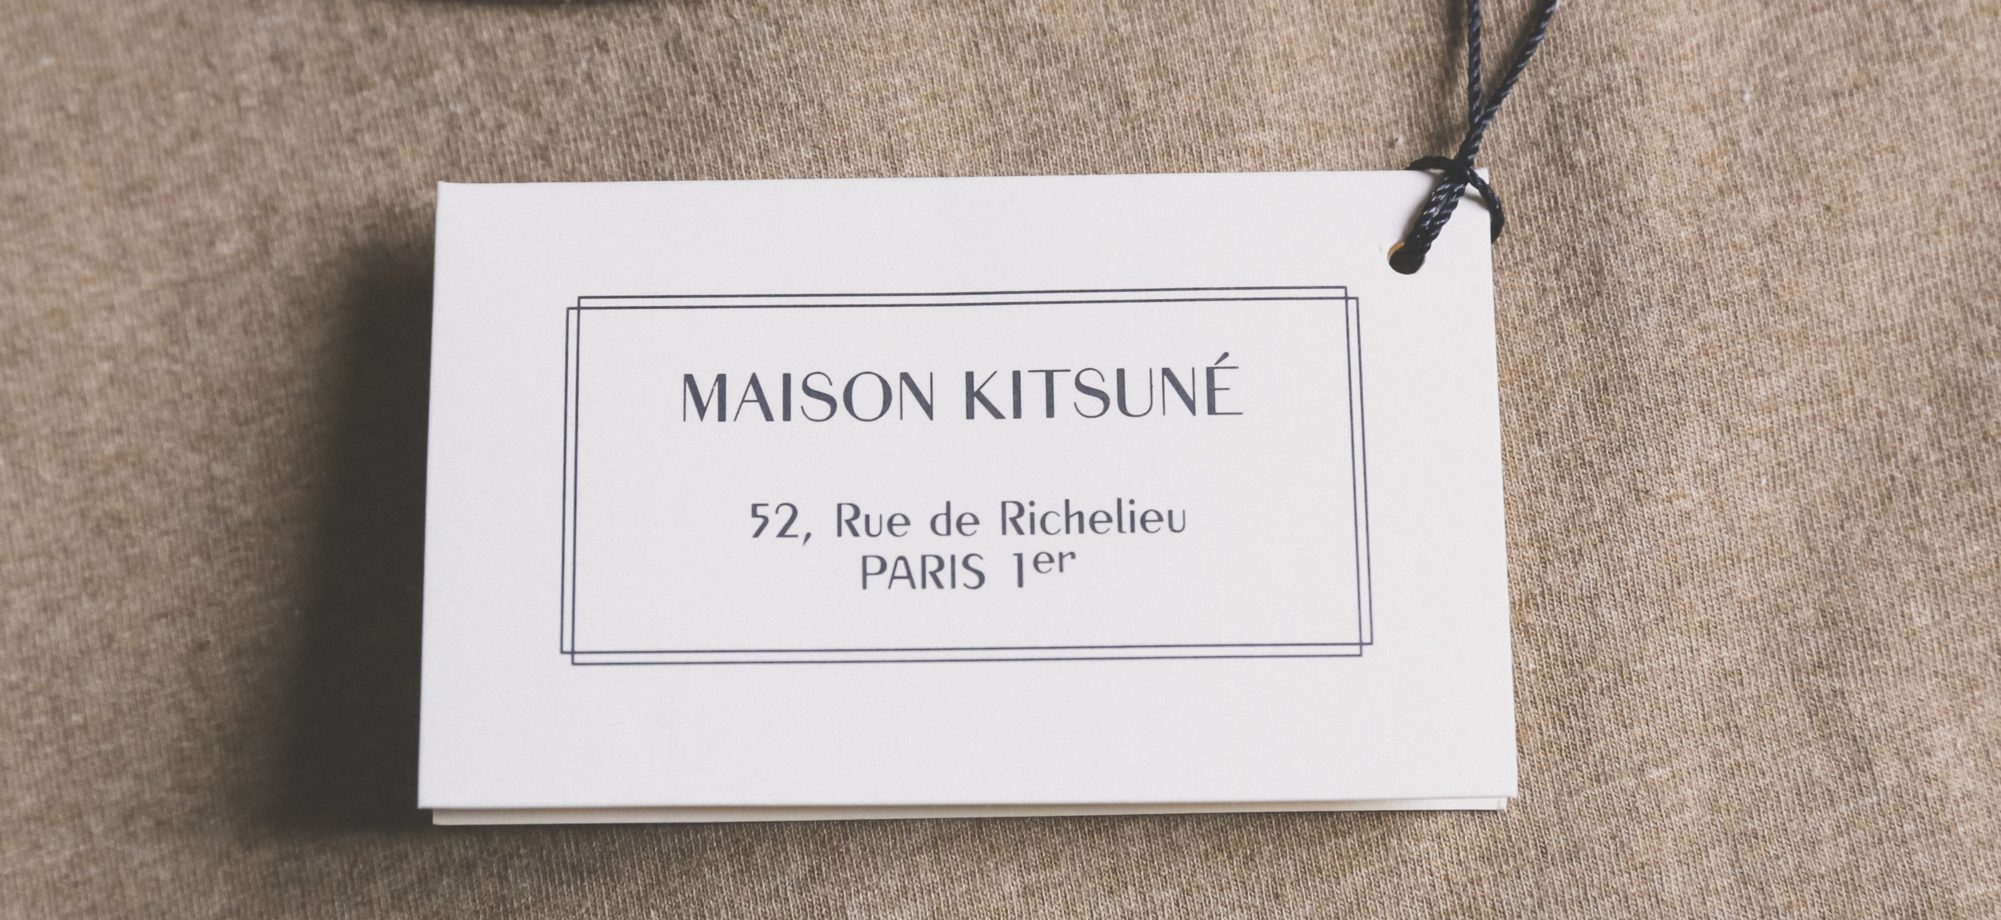 MAISON KITSUNÉ
52, Rue de Richelieu
PARIS 1er